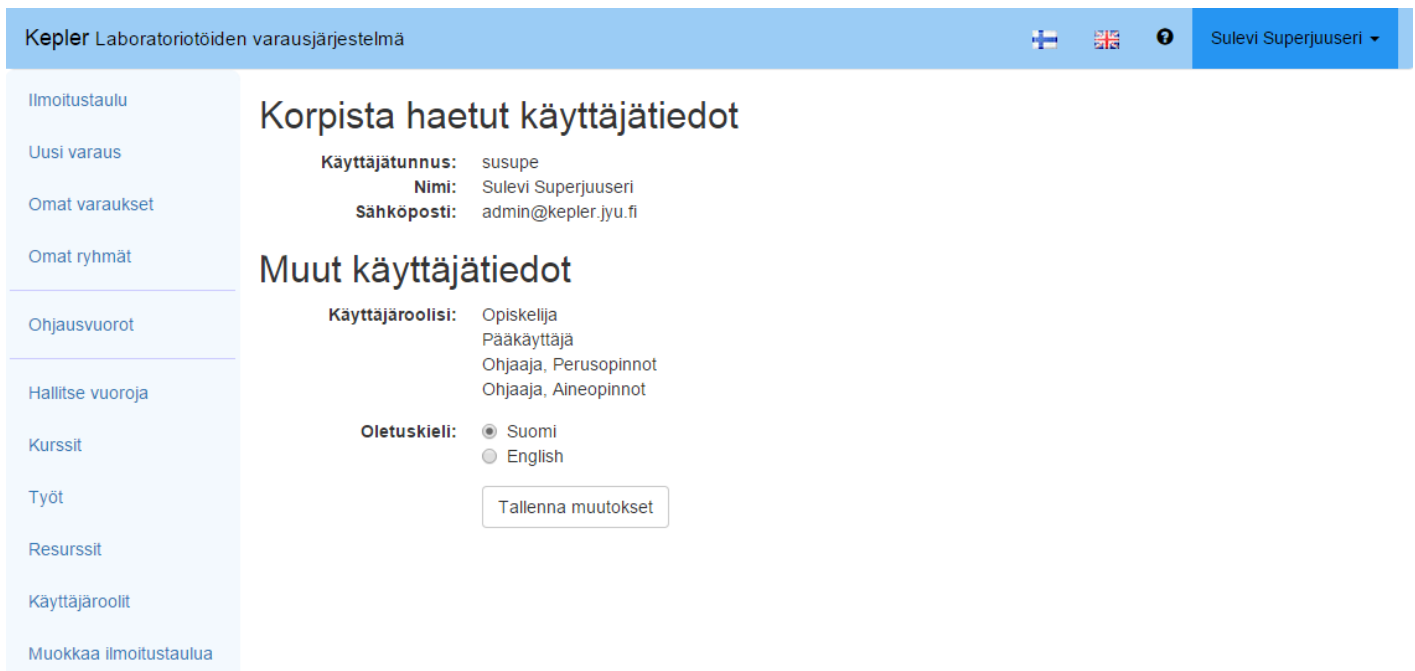 Kepler Laboratoriotöiden varausjärjestelmä
Sulevi Superjuuseri
Ilmoitustaulu
Uusi varaus
Omat varaukset
Omat ryhmät
Ohjausvuorot
Hallitse vuoroja
Kurssit
Työt
Resurssit
Käyttäjäroolit
Muokkaa ilmoitustaulua
Korpista haetut käyttäjätiedot
Käyttäjätunnus: susupe
Nimi: Sulevi Superjuuseri
Sähköposti: admin@kepler.jyu.fi
Muut käyttäjätiedot
Käyttäjäroolisi: Opiskelija
Pääkäyttäjä
Ohjaaja, Perusopinnot
Ohjaaja, Aineopinnot
Oletuskieli: Suomi
English
Tallenna muutokset